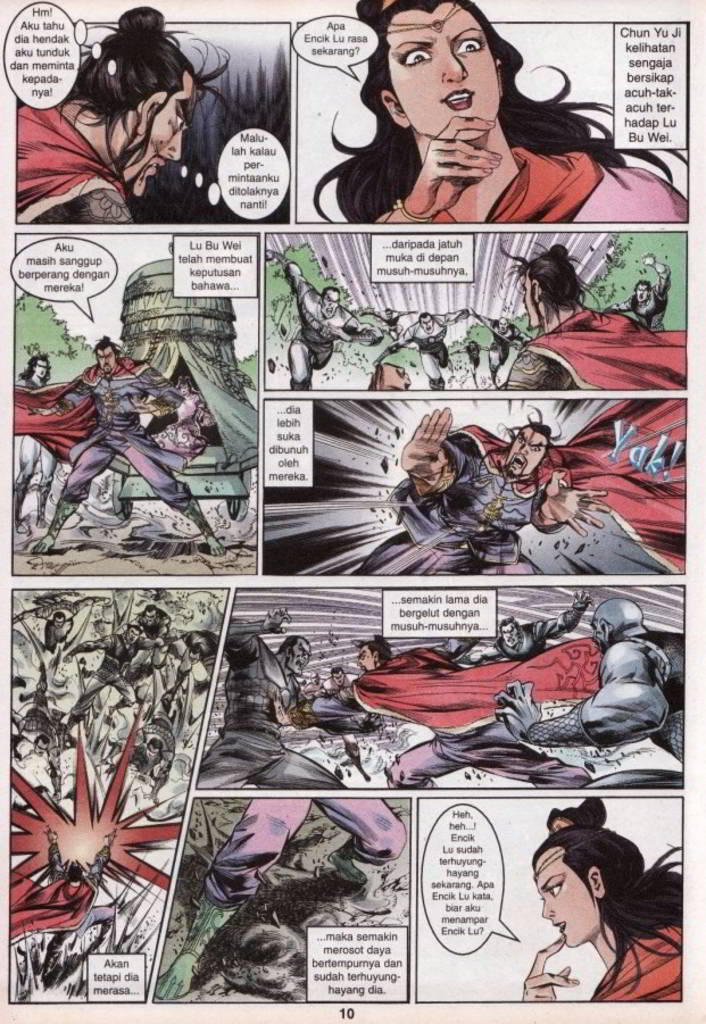 Hm!
Aku tahu
dia hendak
aku tunduk
dan meminta
kepada-
nya!
Malu-
lah kalau
per-
mintaanku
ditolaknya
nanti!
Apa
Encik Lu rasa
sekarang?
Chun Yu Ji
kelihatan
sengaja
bersikap
acuh-tak-
acuh ter-
hadap Lu
Bu Wei.
Aku
masih sanggup
berperang dengan
mereka!
Lu Bu Wei
telah membuat
keputusan
bahawa...
...daripada jatuh
muka di depan
musuh-musuhnya,
...dia
lebih
suka
dibunuh
oleh
mereka.
Yak!
Akan
tetapi dia
merasa...
...semakin lama dia
bergelut dengan
musuh-musuhnya...
...maka semakin
merosot daya
bertempurnya dan
sudah terhuyung-
hayang dia.
Heh,
heh...!
Encik
Lu sudah
terhuyung-
hayang
sekarang. Apa
Encik Lu kata,
biar aku
menampar
Encik Lu?
10